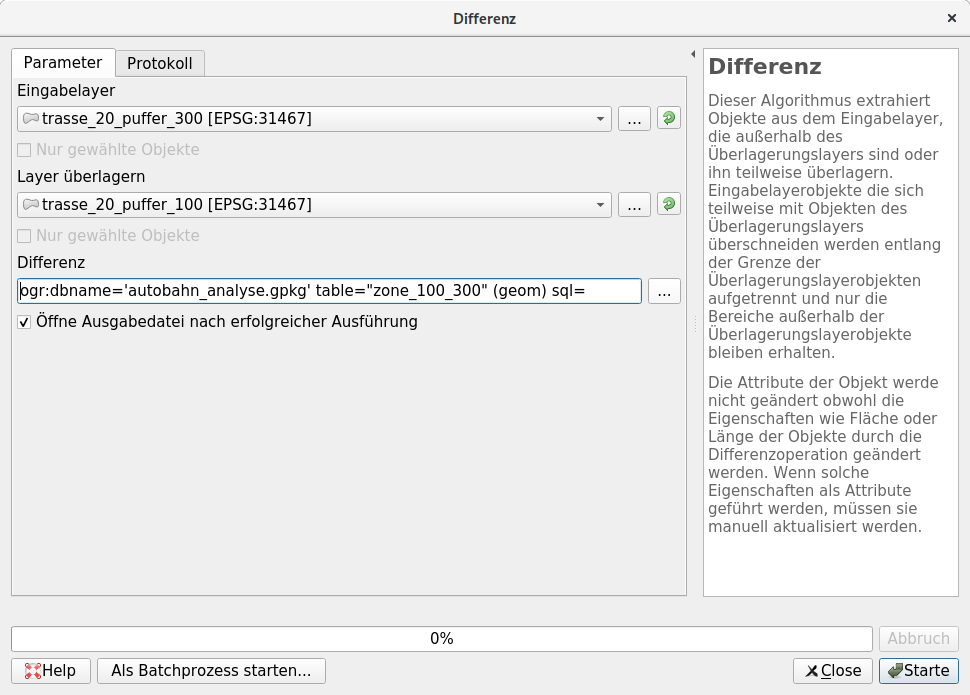 Differenz
Parameter
Protokoll
Eingabelayer
trasse_20_puffer_300 [EPSG:31467]
...
Nur gewählte Objekte
Layer überlagern
trasse_20_puffer_100 [EPSG:31467]
...
Nur gewählte Objekte
Differenz
ogr:dbname='autobahn_analyse.gpkg' table="zone_100_300" (geom) sql=
...
Öffne Ausgabedatei nach erfolgreicher Ausführung
Differenz
Dieser Algorithmus extrahiert
Objekte aus dem Eingabelayer,
die außerhalb des
Überlagerungslayers sind oder
ihn teilweise überlagern.
Eingabelayerobjekte die sich
teilweise mit Objekten des
Überlagerungslayers
überschneiden werden entlang
der Grenze der
Überlagerungslayerobjekten
aufgetrennt und nur die
Bereiche außerhalb der
Überlagerungslayerobjekte
bleiben erhalten.
Die Attribute der Objekt werde
nicht geändert obwohl die
Eigenschaften wie Fläche oder
Länge der Objekte durch die
Differenzoperation geändert
werden. Wenn solche
Eigenschaften als Attribute
geführt werden, müssen sie
manuell aktualisiert werden.
0%
Abbruch
Help
Als Batchprozess starten...
Close
Starte